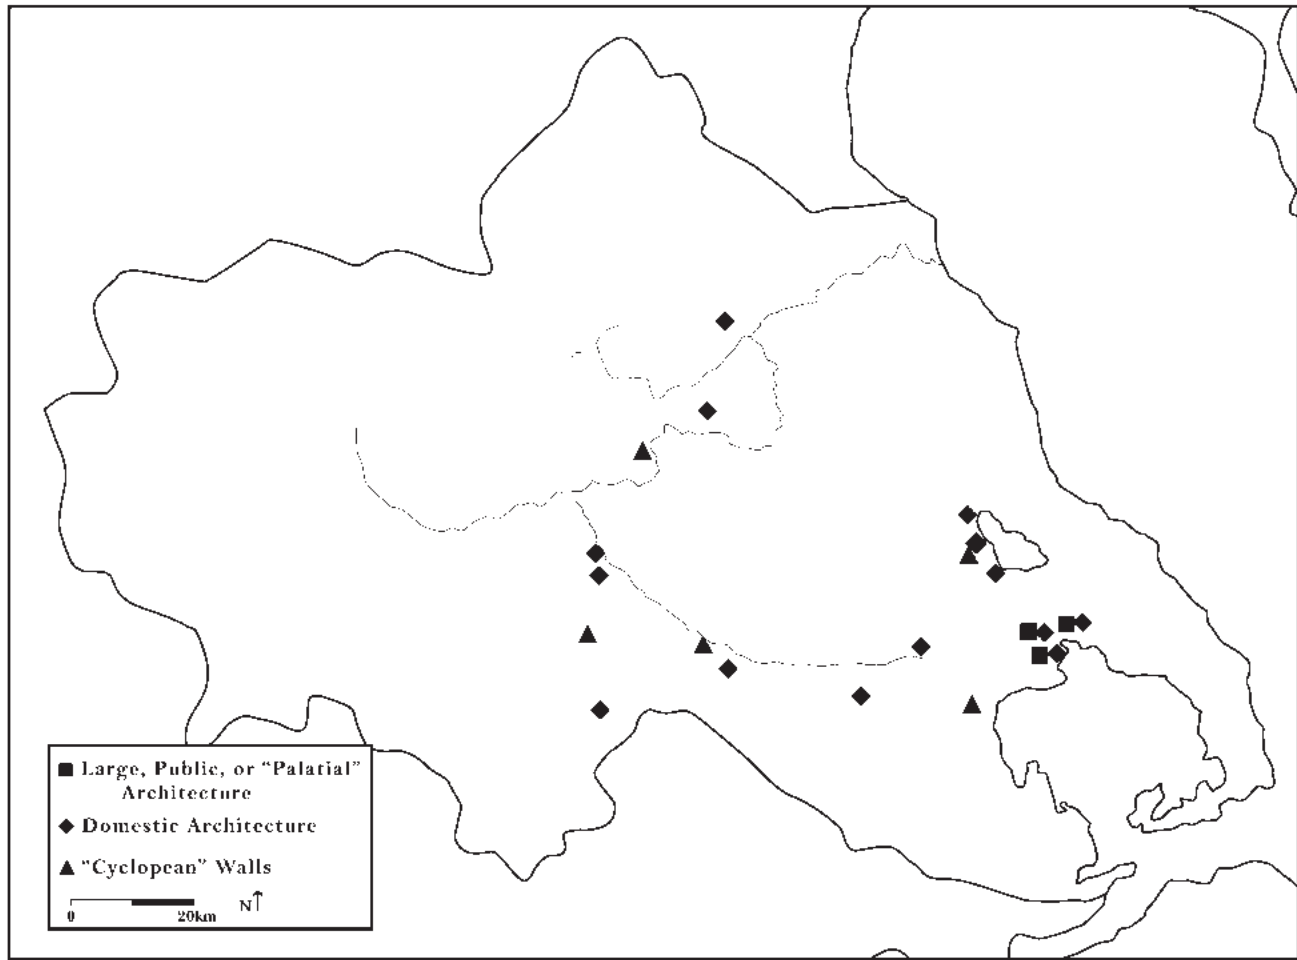 Large, Public, or “Palatial”
Architecture
Domestic Architecture
“Cyclopean” Walls
N
0 20km